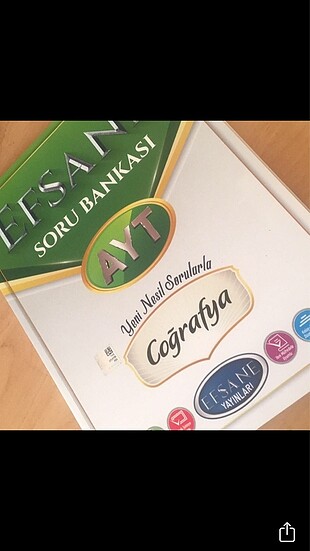 EFSANE
SORU BANKASI
AYT
Yeni Nesil Sorularla
Coğrafya
EFSANE
YAYINLARI